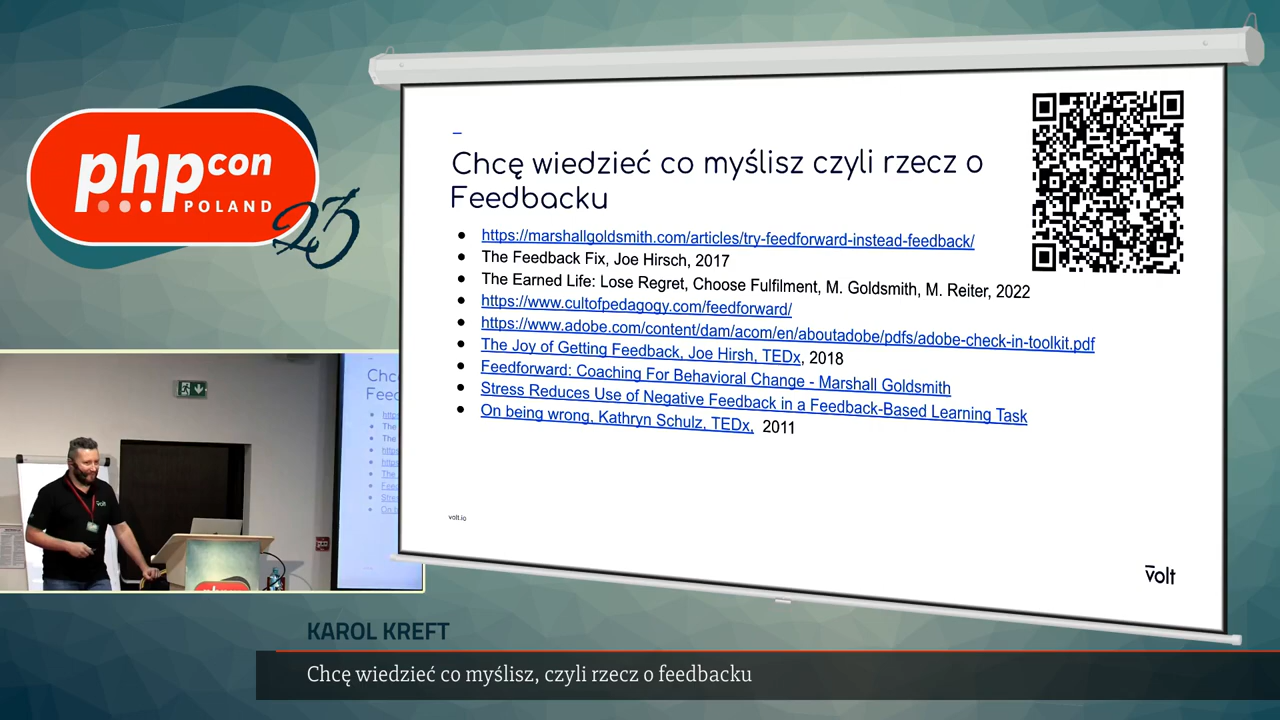 php con
POLAND
23
Chcę wiedzieć co myślisz czyli rzecz o
Feedbacku
https://marshallgoldsmith.com/articles/try-feedforward-instead-feedback/
The Feedback Fix, Joe Hirsch, 2017
The Earned Life: Lose Regret, Choose Fulfilment, M. Goldsmith, M. Reiter, 2022
https://www.cultofpedagogy.com/feedforward/
https://www.adobe.com/content/dam/acom/en/aboutadobe/pdfs/adobe-check-in-toolkit.pdf
The Joy of Getting Feedback, Joe Hirsh, TEDx, 2018
Feedforward: Coaching For Behavioral Change - Marshall Goldsmith
Stress Reduces Use of Negative Feedback in a Feedback-Based Learning Task
On being wrong, Kathryn Schulz, TEDx, 2011
volt.io
volt
KAROL KREFT
Chcę wiedzieć co myślisz, czyli rzecz o feedbacku